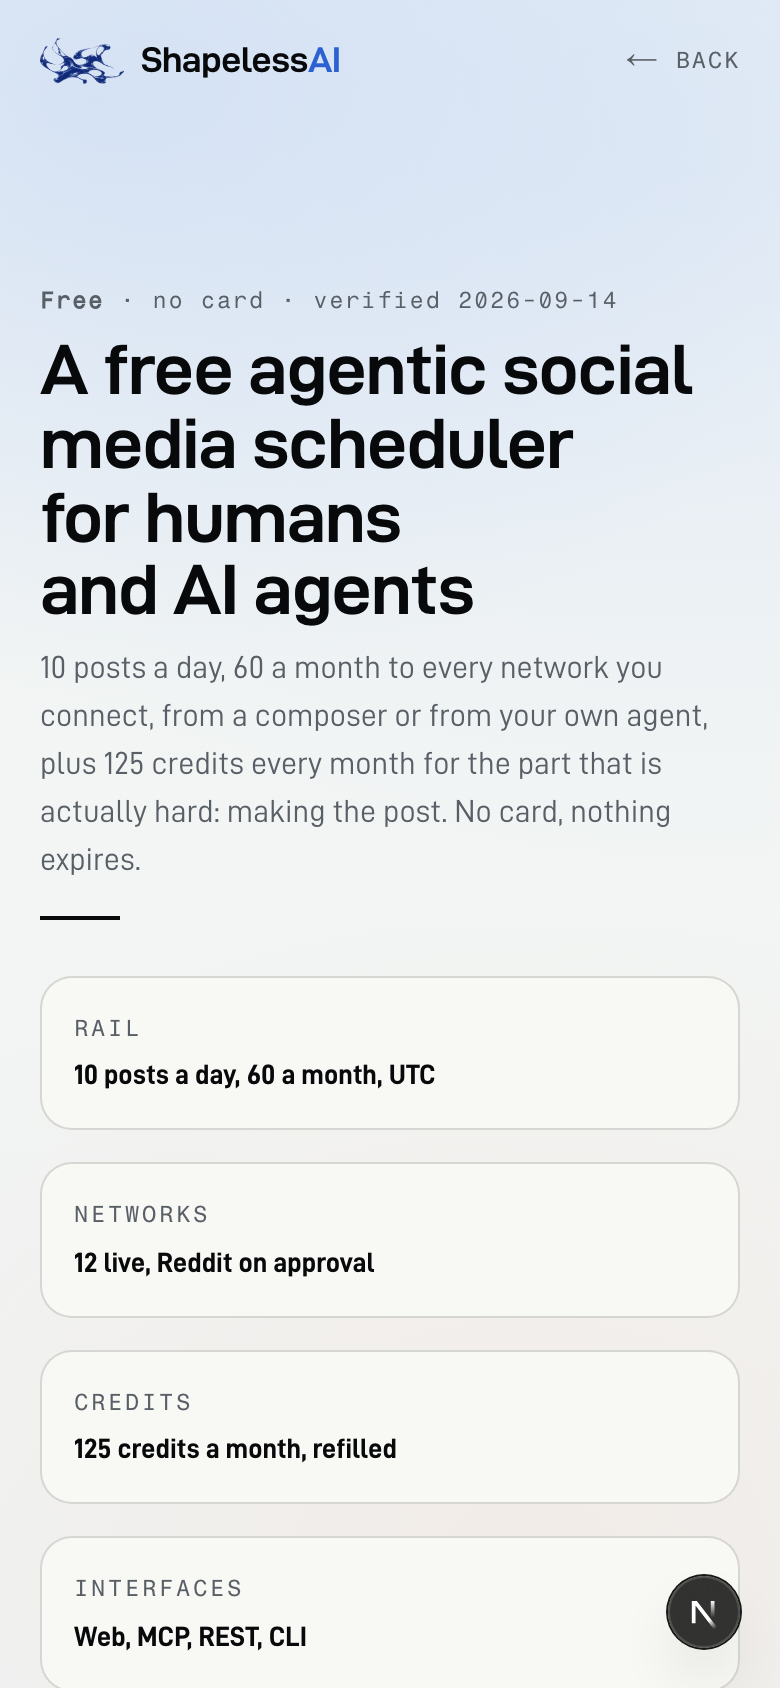 ShapelessAI
← BACK
Free · no card · verified 2026-09-14
A free agentic social
media scheduler
for humans
and AI agents
10 posts a day, 60 a month to every network you
connect, from a composer or from your own agent,
plus 125 credits every month for the part that is
actually hard: making the post. No card, nothing
expires.
RAIL
10 posts a day, 60 a month, UTC
NETWORKS
12 live, Reddit on approval
CREDITS
125 credits a month, refilled
INTERFACES
Web, MCP, REST, CLI
N